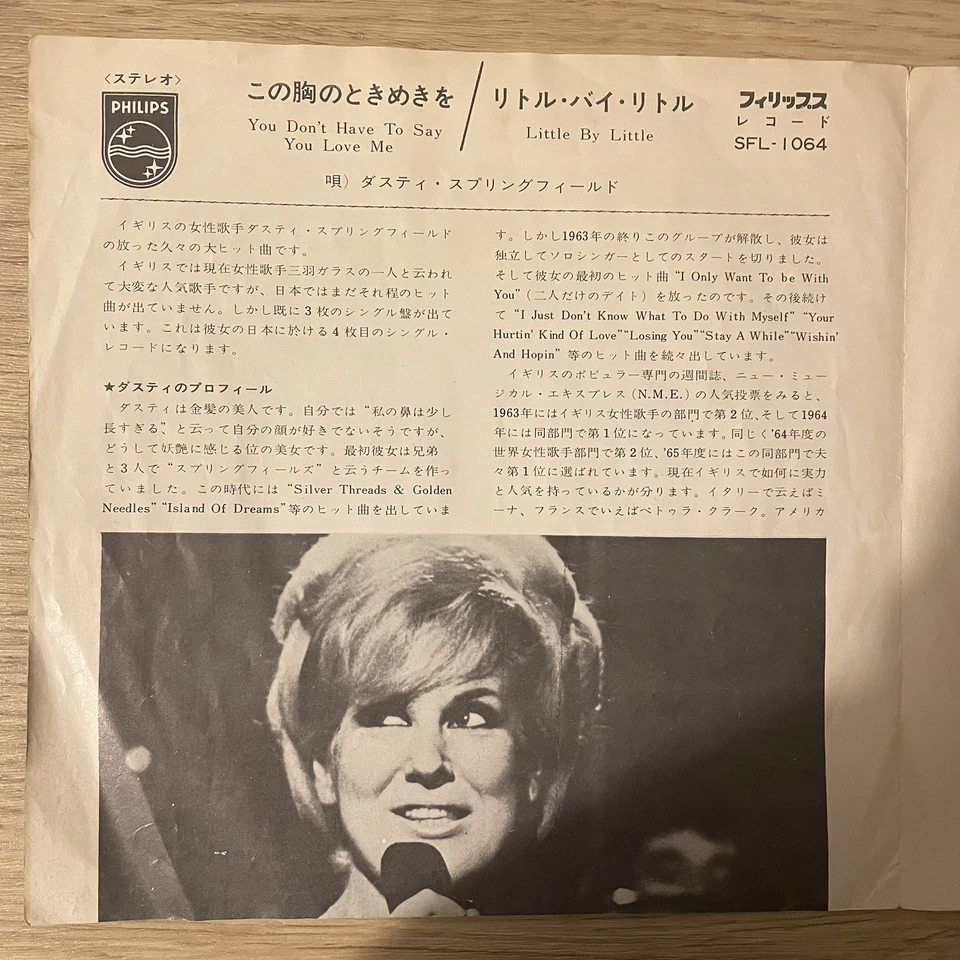 〈ステレオ〉
PHILIPS
この胸のときめきを
You Don't Have To Say
You Love Me
リトル・バイ・リトル
Little By Little
フィリップス
レコード
SFL-1064
唄）ダスティ・スプリングフィールド
イギリスの女性歌手ダスティ・スプリングフィールド
の放った久々の大ヒット曲です。
イギリスでは現在女性歌手三羽ガラスの一人と云われ
て大変な人気歌手ですが、日本ではまだそれ程のヒット
曲が出ていません。しかし既に3枚のシングル盤が出て
います。これは彼女の日本に於ける4枚目のシングル・
レコードになります。
★ダスティのプロフィール
ダスティは金髪の美人です。自分では“私の鼻は少し
長すぎる”、と云って自分の顔が好きでないそうですが、
どうして妖艶に感じる位の美女です。最初彼女は兄弟
と3人で“スプリングフィールズ”と云うチームを作っ
ていました。この時代には“Silver Threads & Golden
Needles”“Island Of Dreams”等のヒット曲を出していま
す。しかし1963年の終りこのグループが解散し、彼女は
独立してソロシンガーとしてのスタートを切りました。
そして彼女の最初のヒット曲“I Only Want To be With
You”（二人だけのデイト）を放ったのです。その後続け
て“I Just Don't Know What To Do With Myself”“Your
Hurtin' Kind Of Love”“Losing You”“Stay A While”“Wishin'
And Hopin”等のヒット曲を続々出しています。
イギリスのポピュラー専門の週間誌、ニュー・ミュー
ジカル・エキスプレス（N.M.E.）の人気投票をみると、
1963年にはイギリス女性歌手の部門で第2位、そして1964
年には同部門で第1位になっています。同じく'64年度の
世界女性歌手部門で第2位、'65年度にはこの同部門で夫
々第1位に選ばれています。現在イギリスで如何に実力
と人気を持っているかが分ります。イタリーで云えばミ
ーナ、フランスでいえばペトゥラ・クラーク。アメリカ